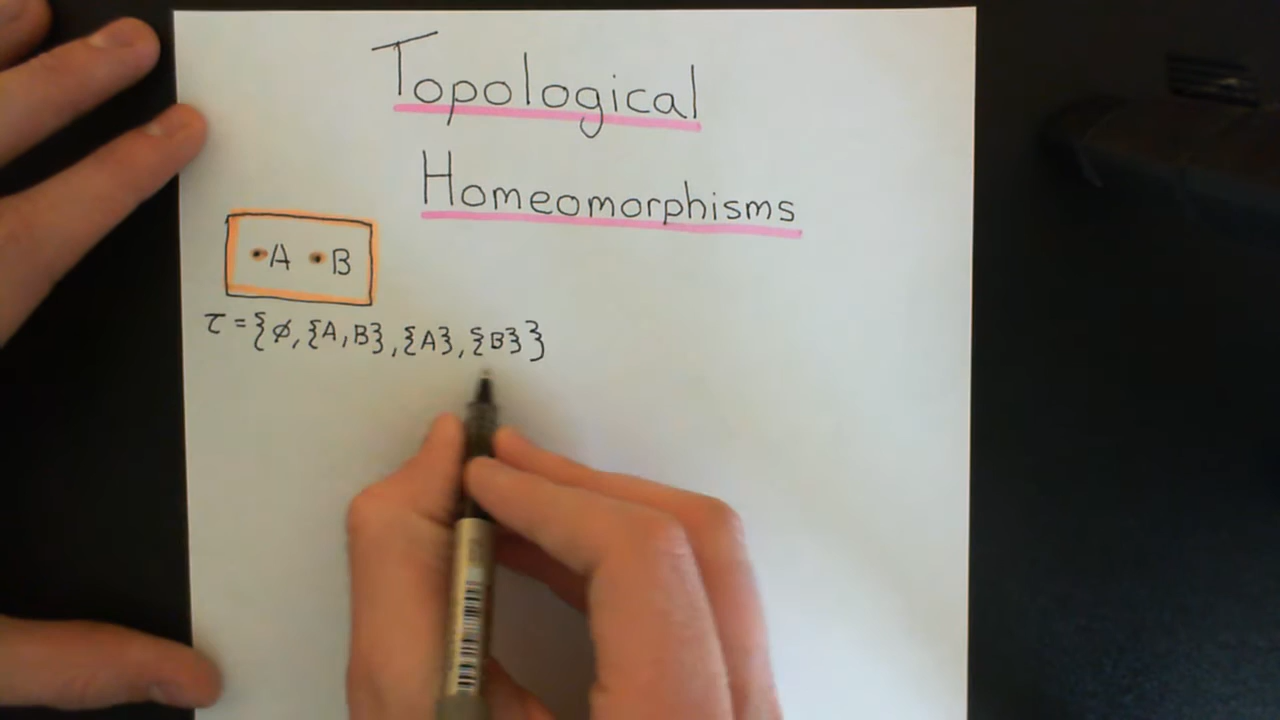 Topological
Homeomorphisms
•A •B
τ = {∅, {A,B}, {A}, {B}}